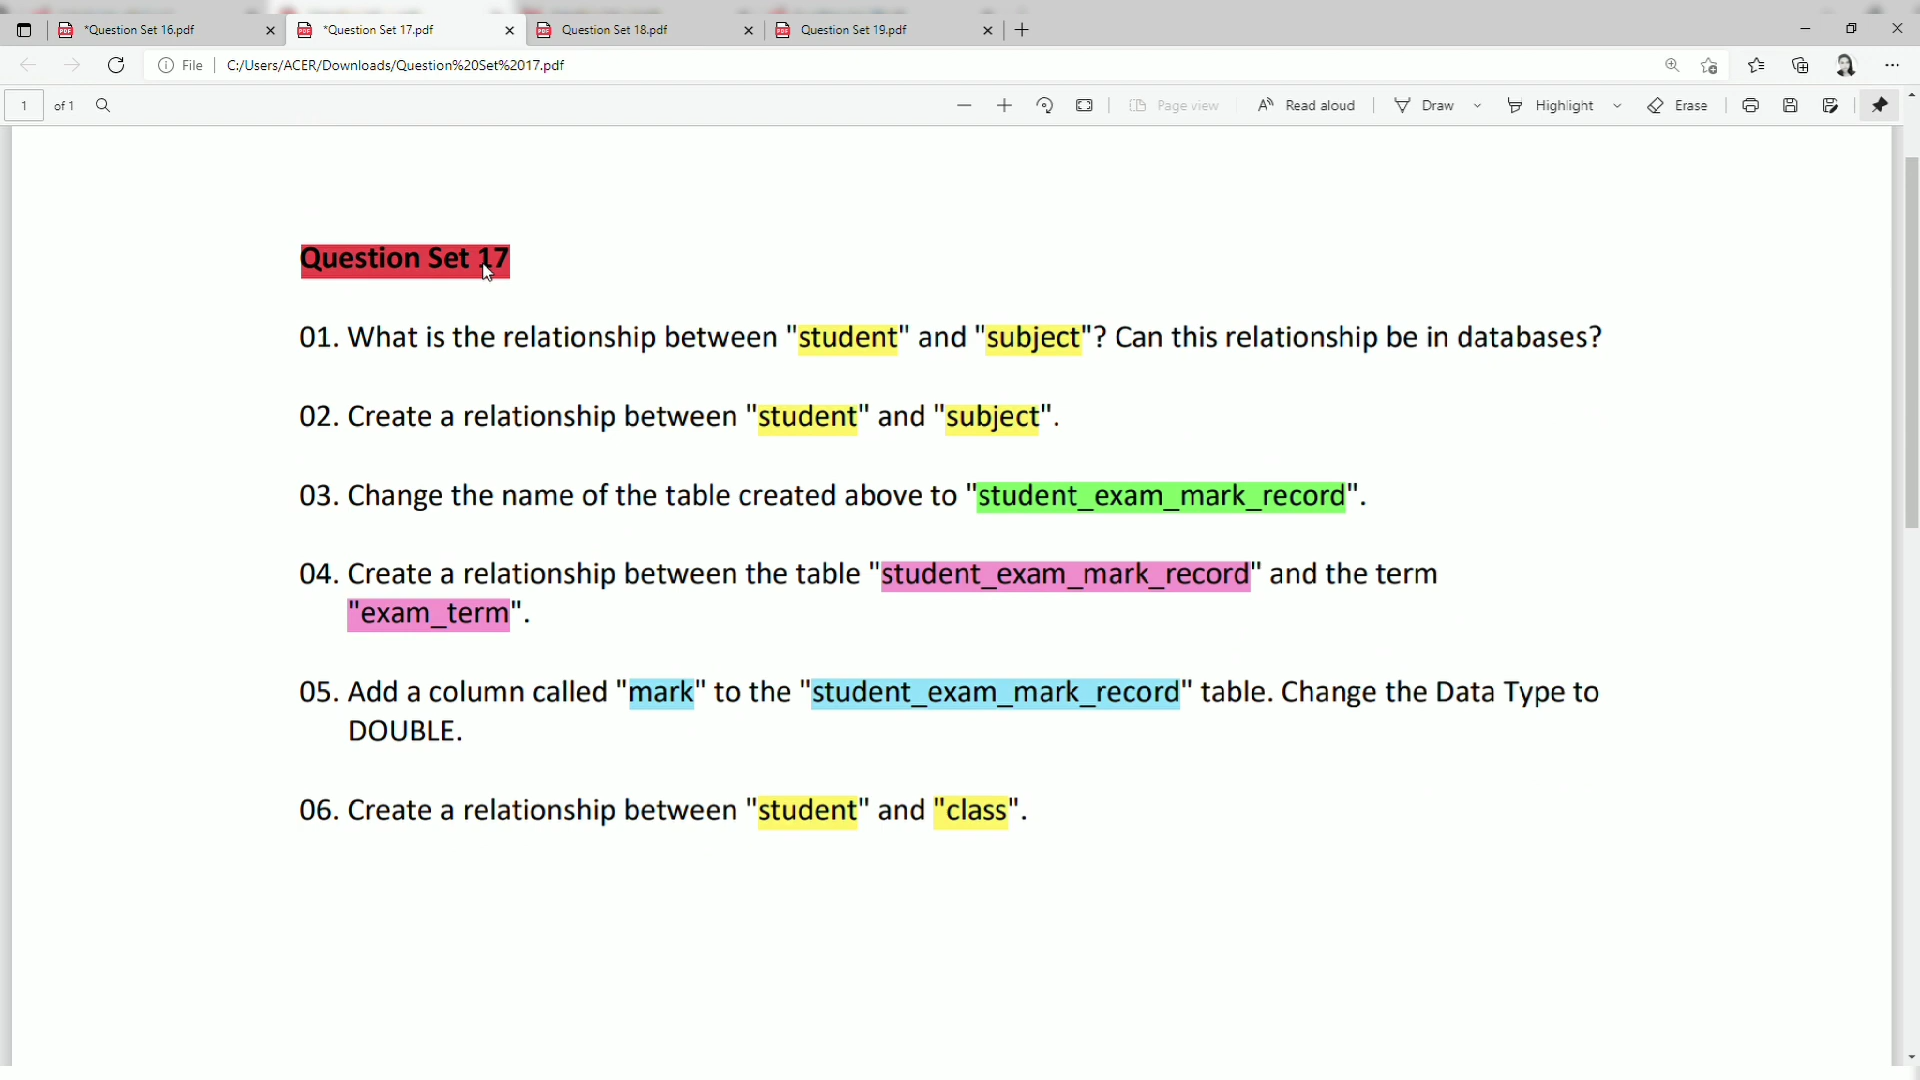 *Question Set 16.pdf
*Question Set 17.pdf
Question Set 18.pdf
Question Set 19.pdf
File
C:/Users/ACER/Downloads/Question%20Set%2017.pdf
1 of 1
Page view
Read aloud
Draw
Highlight
Erase
Question Set 17
01. What is the relationship between "student" and "subject"? Can this relationship be in databases?
02. Create a relationship between "student" and "subject".
03. Change the name of the table created above to "student_exam_mark_record".
04. Create a relationship between the table "student_exam_mark_record" and the term
"exam_term".
05. Add a column called "mark" to the "student_exam_mark_record" table. Change the Data Type to
DOUBLE.
06. Create a relationship between "student" and "class".